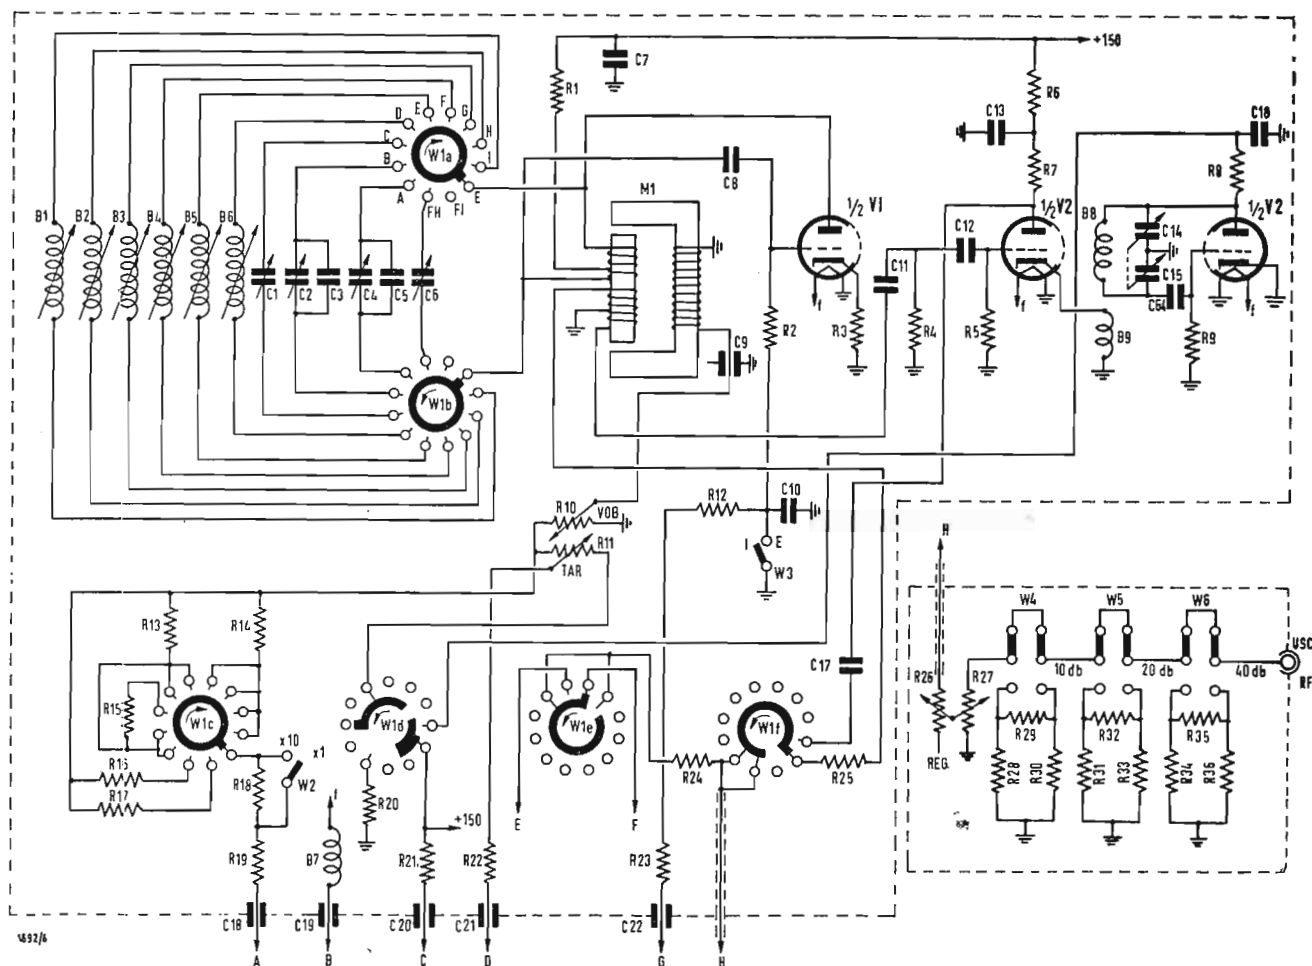 +150
C7
R1
R6
C13
C18
E
F
G
D
H
C
W1a
I
B
R7
R8
A
E
FH
FI
M1
C8
½ V1
½ V2
B8
½ V2
B1
B2
B3
B4
B5
B6
C12
C14
C11
C15
C1
C2
C3
C4
C5
C6
f
f
C64
f
R2
R3
R4
R5
B9
R9
C9
W1b
R12
C10
R10
VOB
R11
I
E
H
TAR
W3
W4
W5
W6
R13
R14
USC
C17
10 db
20 db
40 db
RF
R26
R27
R15
W1c
W1d
W1e
W1f
R29
R32
R35
x10
x1
R16
W2
REG.
R24
R25
R28
R30
R31
R33
R34
R36
R17
R18
f
R20
E
F
+150
R19
B7
R21
R22
R23
C18
C19
C20
C21
C22
1692/6
A
B
C
D
G
H